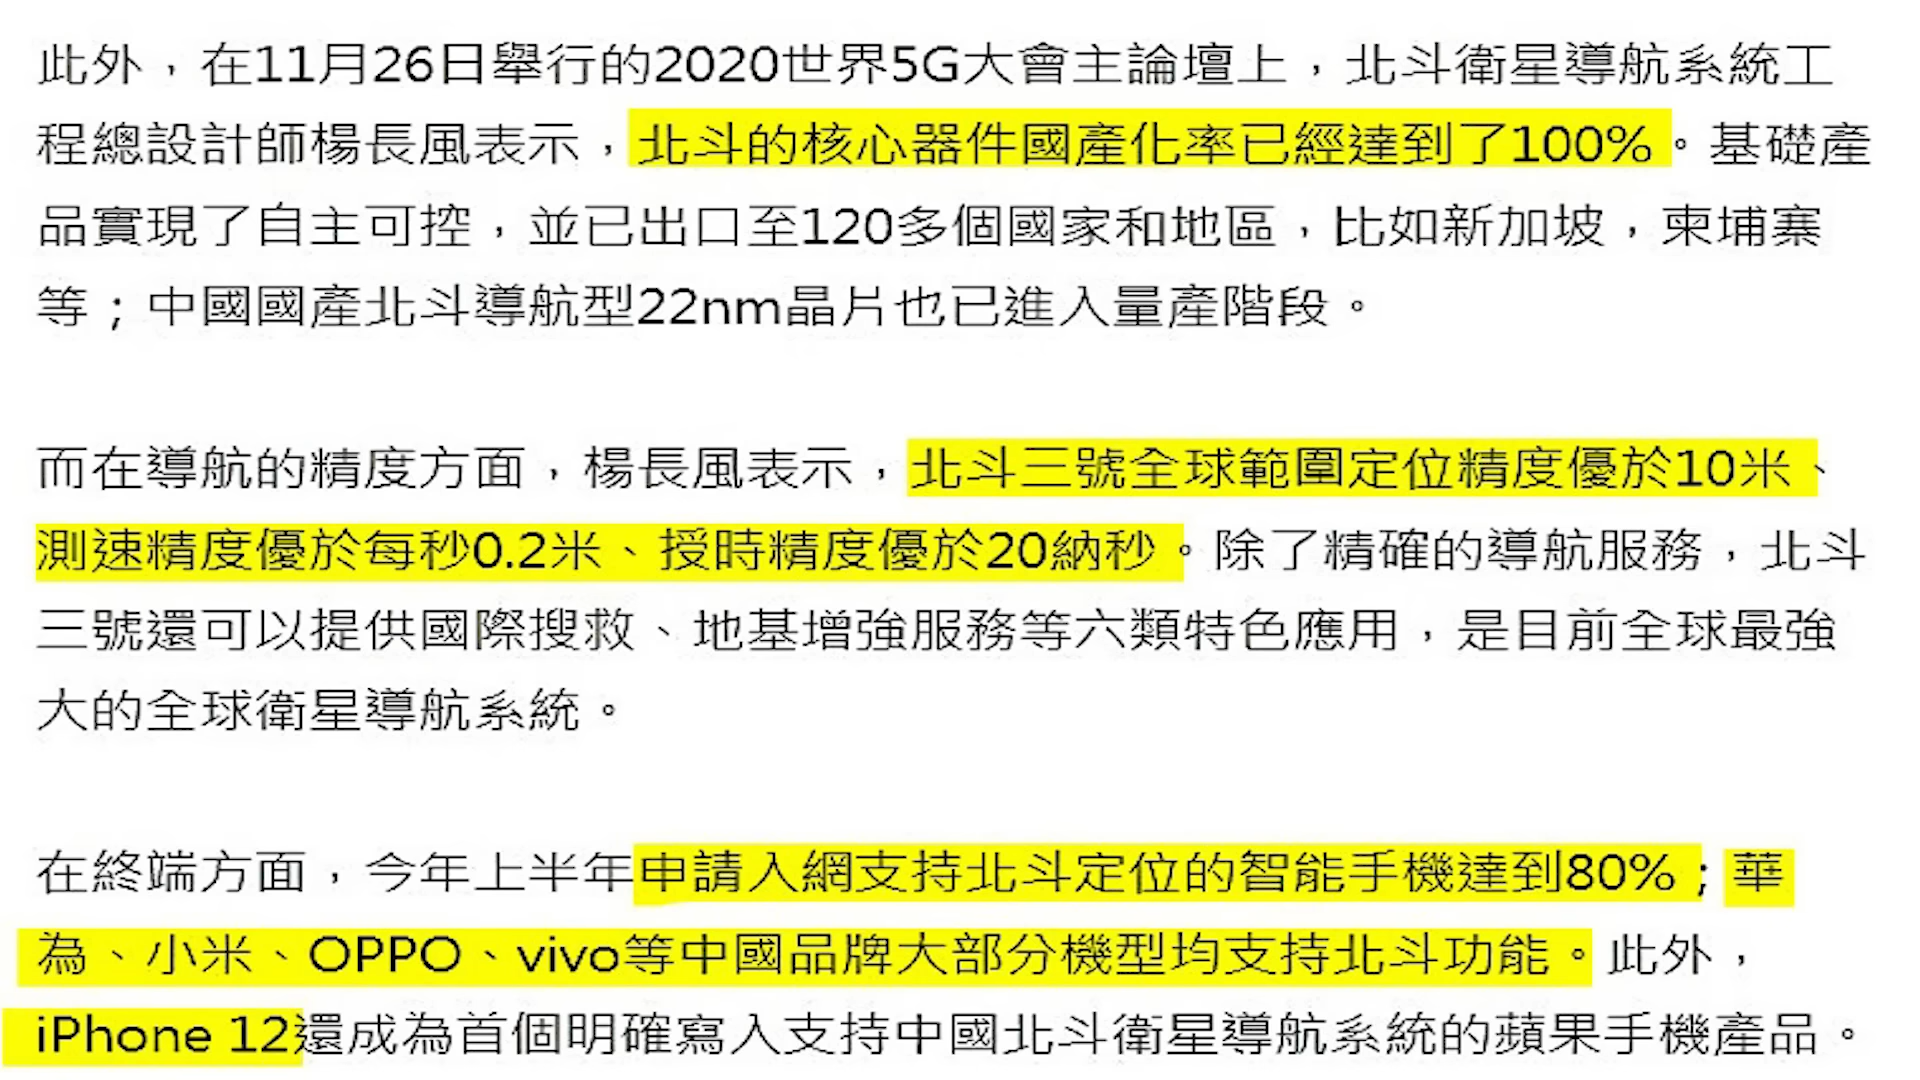 此外，在11月26日舉行的2020世界5G大會主論壇上，北斗衛星導航系統工
程總設計師楊長風表示，北斗的核心器件國產化率已經達到了100%。基礎產
品實現了自主可控，並已出口至120多個國家和地區，比如新加坡，柬埔寨
等；中國國產北斗導航型22nm晶片也已進入量產階段。
而在導航的精度方面，楊長風表示，北斗三號全球範圍定位精度優於10米、
測速精度優於每秒0.2米、授時精度優於20納秒。除了精確的導航服務，北斗
三號還可以提供國際搜救、地基增強服務等六類特色應用，是目前全球最強
大的全球衛星導航系統。
在終端方面，今年上半年申請入網支持北斗定位的智能手機達到80%；華
為、小米、OPPO、vivo等中國品牌大部分機型均支持北斗功能。此外，
iPhone 12還成為首個明確寫入支持中國北斗衛星導航系統的蘋果手機產品。